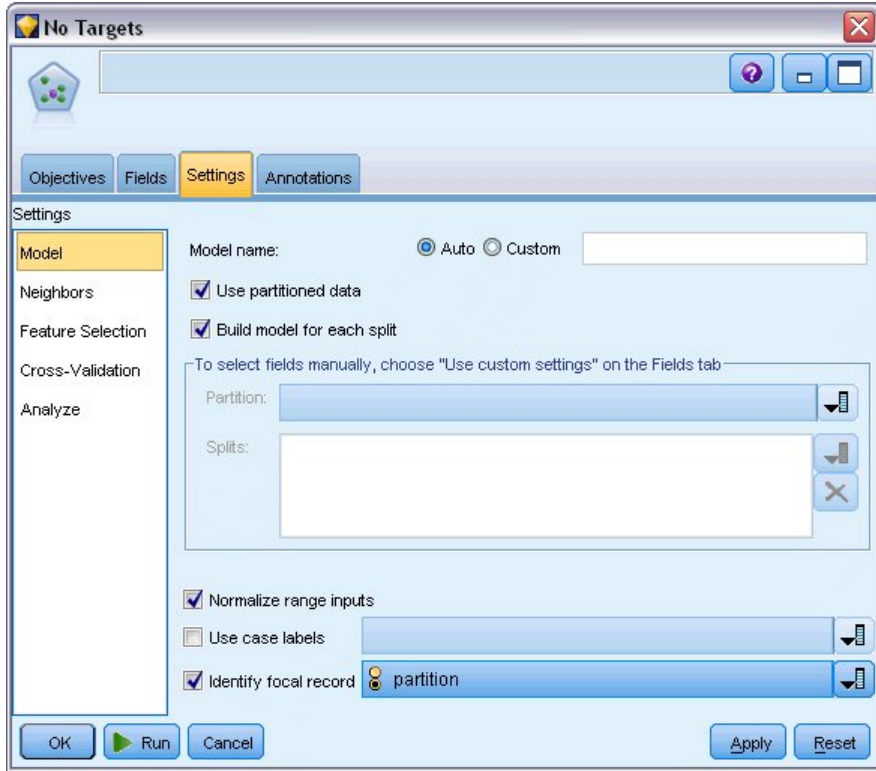 No Targets
Objectives Fields Settings Annotations
Settings
Model
Neighbors
Feature Selection
Cross-Validation
Analyze
Model name: Auto Custom
Use partitioned data
Build model for each split
To select fields manually, choose "Use custom settings" on the Fields tab
Partition:
Splits:
Normalize range inputs
Use case labels
Identify focal record partition
OK Run Cancel Apply Reset